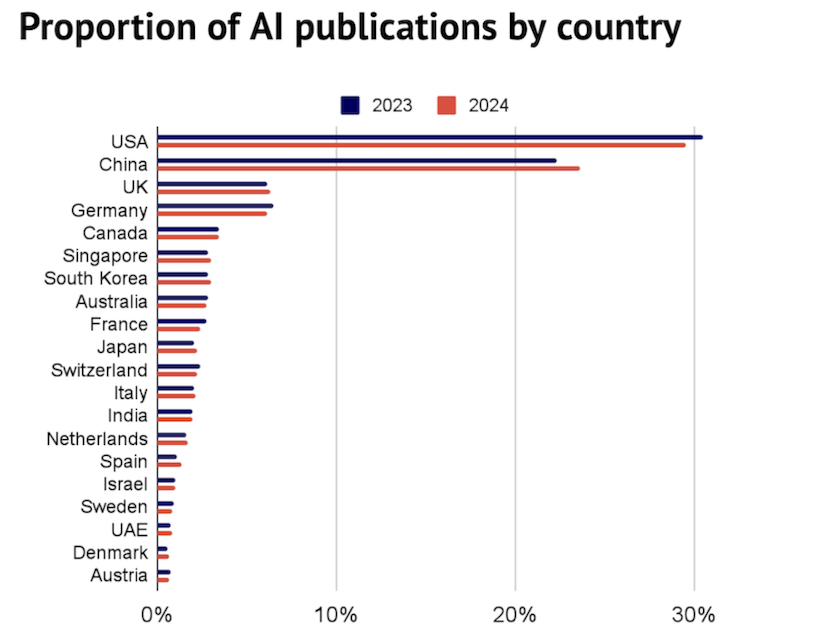 Proportion of AI publications by country
2023 2024
USA
China
UK
Germany
Canada
Singapore
South Korea
Australia
France
Japan
Switzerland
Italy
India
Netherlands
Spain
Israel
Sweden
UAE
Denmark
Austria
0% 10% 20% 30%